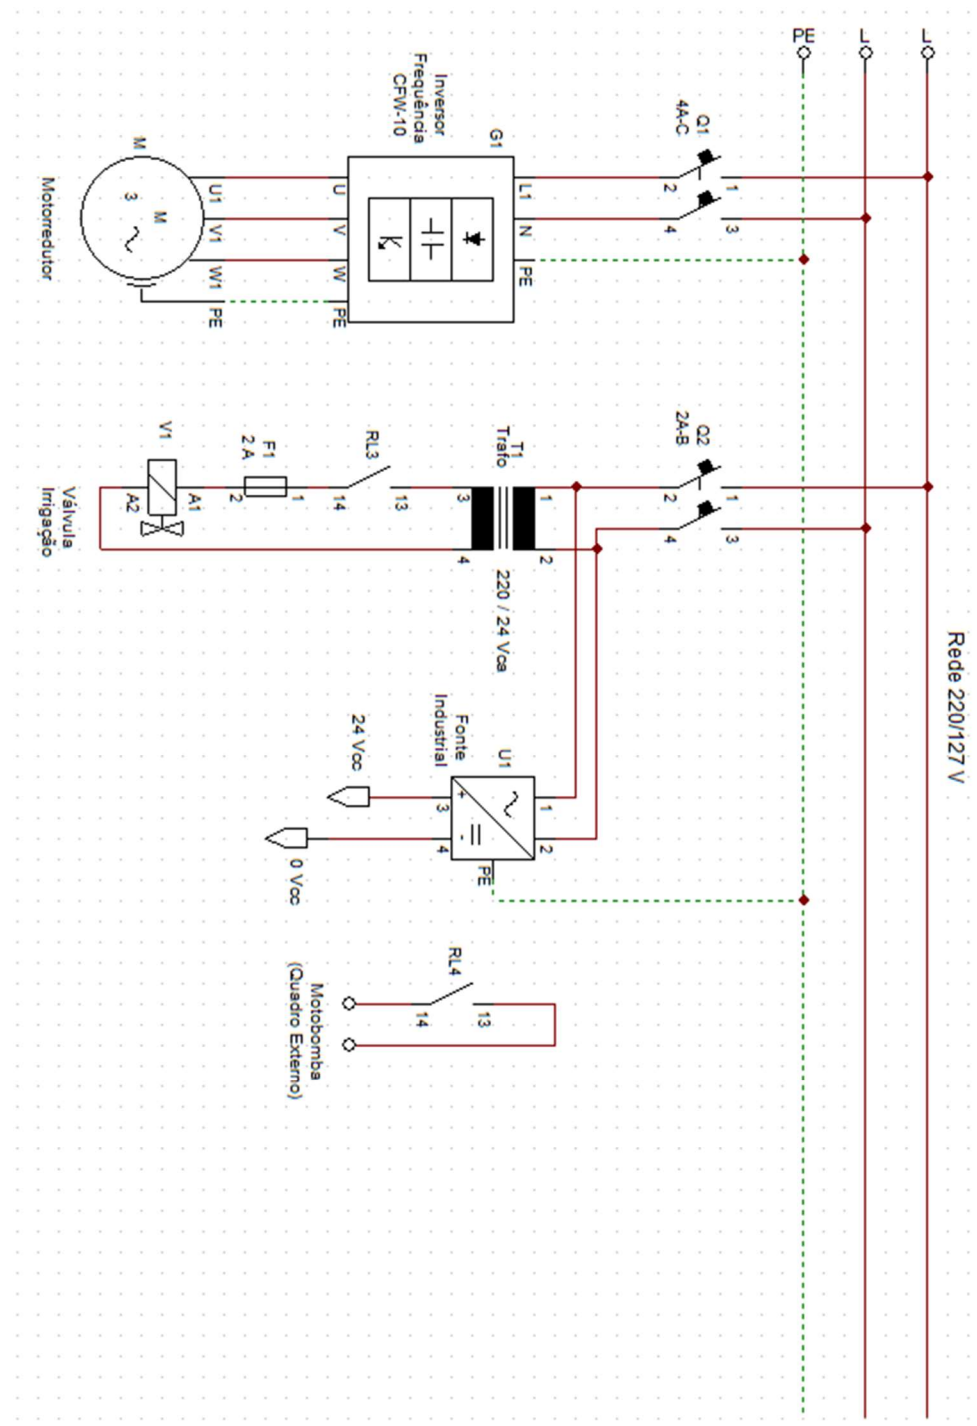 Rede 220/127 V
L
L
PE
Q1
4A-C
1
2
3
4
G1
Inversor
Frequência
CFW-10
L1
N
PE
U
V
W
PE
U1
V1
W1
PE
M
M
3
Motorredutor
Q2
2A-B
1
2
3
4
T1
Trafo
1
2
3
4
220 / 24 Vca
RL3
13
14
F1
2 A
1
2
V1
A1
A2
Válvula
Irrigação
U1
Fonte
Industrial
1
2
+
-
3
4
PE
24 Vcc
0 Vcc
RL4
13
14
Motobomba
(Quadro Externo)